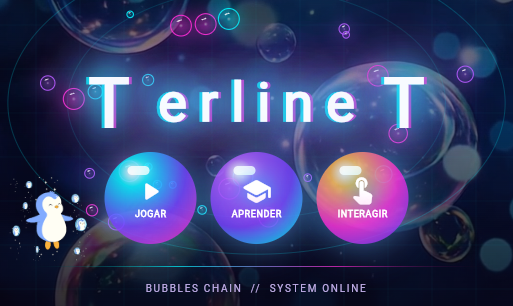 TerlineT
JOGAR
APRENDER
INTERAGIR
BUBBLES CHAIN // SYSTEM ONLINE